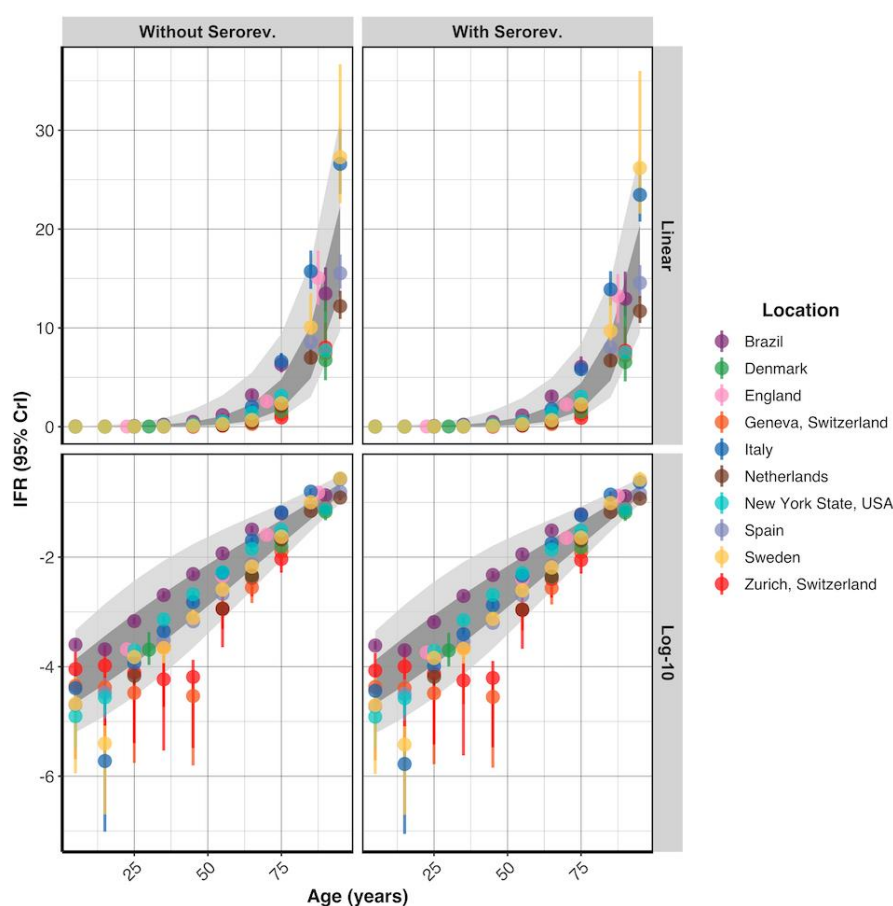 Without Serorev.
With Serorev.
30
20
10
0
Linear
-2
-4
-6
Log-10
IFR (95% CrI)
25
50
75
25
50
75
Age (years)
Location
Brazil
Denmark
England
Geneva, Switzerland
Italy
Netherlands
New York State, USA
Spain
Sweden
Zurich, Switzerland